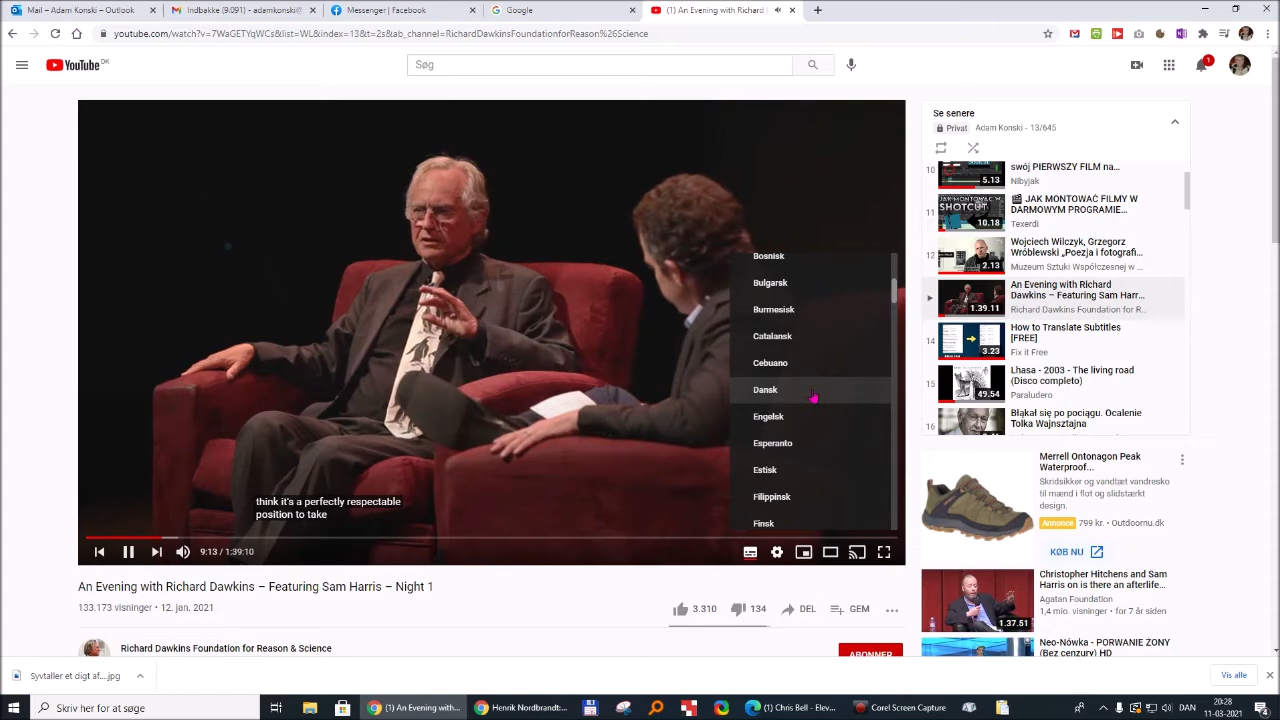 Mail – Adam Konski – Outlook
Indbakke (9.091) - adamkonski@
Messenger | Facebook
Google
(1) An Evening with Richard
youtube.com/watch?v=7WaGETYqWCs&list=WL&index=13&t=2s&ab_channel=RichardDawkinsFoundationforReason%26Science
YouTube DK
Søg
1
Bosnisk
Bulgarsk
Burmesisk
Catalansk
Cebuano
Dansk
Engelsk
Esperanto
Estisk
Filippinsk
Finsk
think it's a perfectly respectable
position to take
9:13 / 1:39:10
An Evening with Richard Dawkins – Featuring Sam Harris – Night 1
133.173 visninger • 12. jan. 2021
3.310
134
DEL
GEM
Richard Dawkins Foundation for Reason & Science
ABONNER
Se senere
Privat Adam Konski - 13/645
10
5.13
swój PIERWSZY FILM na...
Nibyjak
11
JAK MONTOWAĆ W
SHOTCUT
10.18
JAK MONTOWAĆ FILMY W
DARMOWYM PROGRAMIE...
Texerdi
12
2.13
Wojciech Wilczyk, Grzegorz
Wróblewski „Poezja i fotografi...
Muzeum Sztuki Współczesnej w ...
1.39.11
An Evening with Richard
Dawkins – Featuring Sam Harr...
Richard Dawkins Foundation for R...
14
3.23
How to Translate Subtitles
[FREE]
Fix it Free
15
49.54
Lhasa - 2003 - The living road
(Disco completo)
Paraludero
16
Błąkał się po pociągu. Ocalenie
Tolka Wajnsztajna
Merrell Ontonagon Peak
Waterproof...
Skridsikker og vandtæt vandresko
til mænd i flot og slidstærkt
design.
Annonce 799 kr. • Outdoornu.dk
KØB NU
1.37.51
Christopher Hitchens and Sam
Harris on is there an afterlife...
Agatan Foundation
1,4 mio. visninger • for 7 år siden
Neo-Nówka - PORWANIE ŻONY
(Bez cenzury) HD
Syvtaller et digt af....jpg
Vis alle
Skriv her for at søge
(1) An Evening with...
Henrik Nordbrandt:...
(1) Chris Bell - Elev...
Corel Screen Capture
20:28
11-03-2021